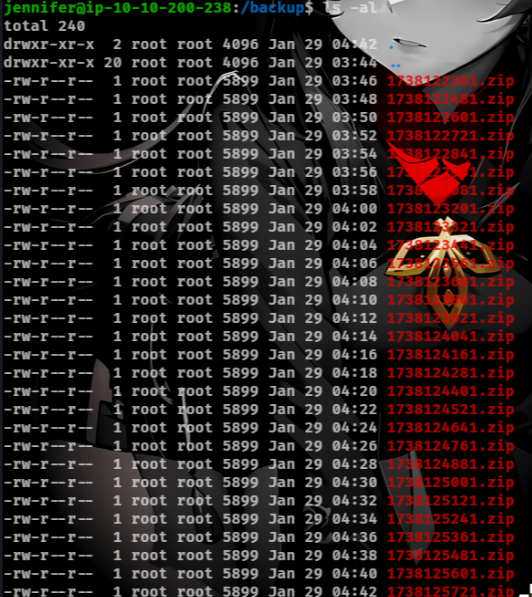 jennifer@ip-10-10-200-238:/backup$ ls -al
total 240
drwxr-xr-x  2 root root 4096 Jan 29 04:42 .
drwxr-xr-x 20 root root 4096 Jan 29 03:44 ..
-rw-r--r--  1 root root 5899 Jan 29 03:46 1738122361.zip
-rw-r--r--  1 root root 5899 Jan 29 03:48 1738122481.zip
-rw-r--r--  1 root root 5899 Jan 29 03:50 1738122601.zip
-rw-r--r--  1 root root 5899 Jan 29 03:52 1738122721.zip
-rw-r--r--  1 root root 5899 Jan 29 03:54 1738122841.zip
-rw-r--r--  1 root root 5899 Jan 29 03:56
-rw-r--r--  1 root root 5899 Jan 29 03:58
-rw-r--r--  1 root root 5899 Jan 29 04:00 1738123201.zip
-rw-r--r--  1 root root 5899 Jan 29 04:02 1738123321.zip
-rw-r--r--  1 root root 5899 Jan 29 04:04 1738123441.zip
-rw-r--r--  1 root root 5899 Jan 29 04:06
-rw-r--r--  1 root root 5899 Jan 29 04:08
-rw-r--r--  1 root root 5899 Jan 29 04:10
-rw-r--r--  1 root root 5899 Jan 29 04:12 1738123921.zip
-rw-r--r--  1 root root 5899 Jan 29 04:14 1738124041.zip
-rw-r--r--  1 root root 5899 Jan 29 04:16 1738124161.zip
-rw-r--r--  1 root root 5899 Jan 29 04:18 1738124281.zip
-rw-r--r--  1 root root 5899 Jan 29 04:20 1738124401.zip
-rw-r--r--  1 root root 5899 Jan 29 04:22 1738124521.zip
-rw-r--r--  1 root root 5899 Jan 29 04:24 1738124641.zip
-rw-r--r--  1 root root 5899 Jan 29 04:26 1738124761.zip
-rw-r--r--  1 root root 5899 Jan 29 04:28 1738124881.zip
-rw-r--r--  1 root root 5899 Jan 29 04:30 1738125001.zip
-rw-r--r--  1 root root 5899 Jan 29 04:32 1738125121.zip
-rw-r--r--  1 root root 5899 Jan 29 04:34 1738125241.zip
-rw-r--r--  1 root root 5899 Jan 29 04:36 1738125361.zip
-rw-r--r--  1 root root 5899 Jan 29 04:38 1738125481.zip
-rw-r--r--  1 root root 5899 Jan 29 04:40 1738125601.zip
-rw-r--r--  1 root root 5899 Jan 29 04:42 1738125721.zip